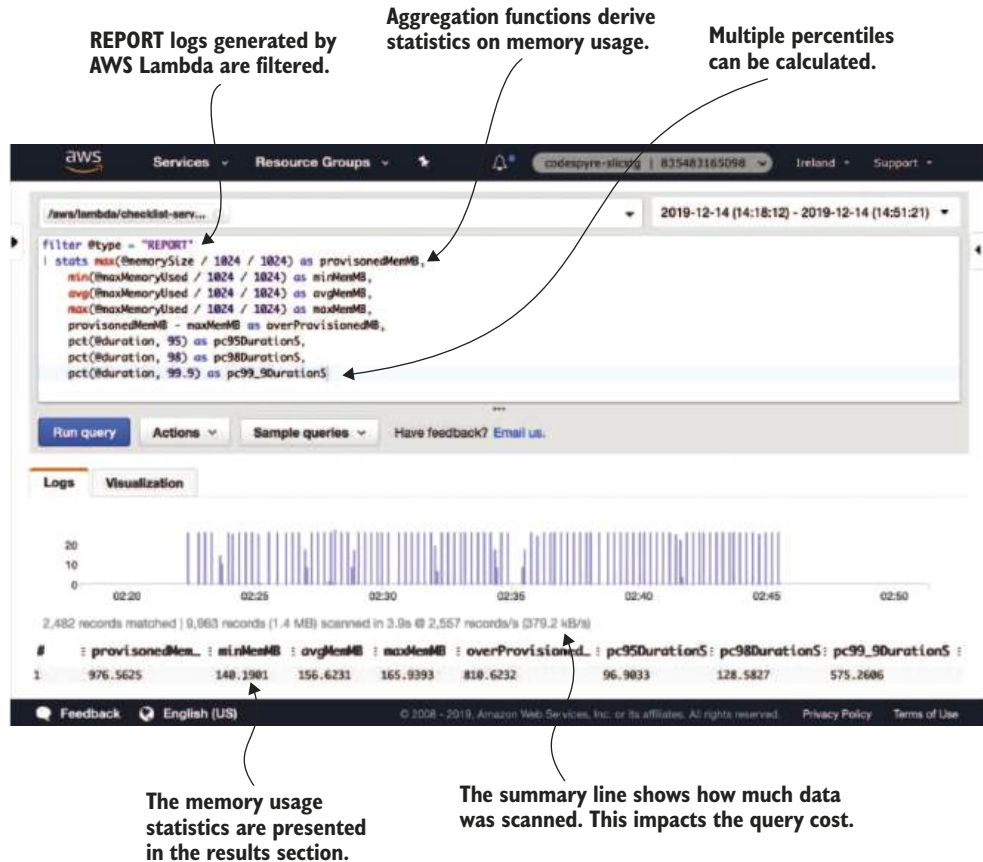 REPORT logs generated by
AWS Lambda are filtered.
Aggregation functions derive
statistics on memory usage.
Multiple percentiles
can be calculated.
aws
Services
Resource Groups
Ireland
Support
/aws/lambda/checklist-serv...
2019-12-14 (14:18:12) - 2019-12-14 (14:51:21)
filter @type = "REPORT"
| stats max(@memorySize / 1024 / 1024) as provisonedMemMB,
min(@maxMemoryUsed / 1024 / 1024) as minMemMB,
avg(@maxMemoryUsed / 1024 / 1024) as avgMemMB,
max(@maxMemoryUsed / 1024 / 1024) as maxMemMB,
provisonedMemMB - maxMemMB as overProvisionedMB,
pct(@duration, 95) as pc95DurationS,
pct(@duration, 98) as pc98DurationS,
pct(@duration, 99.9) as pc99_9DurationS
Run query
Actions
Sample queries
Have feedback? Email us.
Logs
Visualization
20
10
0
02:20
02:25
02:30
02:35
02:40
02:45
02:50
2,482 records matched | 9,963 records (1.4 MB) scanned in 3.9s @ 2,557 records/s (379.2 kB/s)
# : provisonedMem… : minMemMB : avgMemMB : maxMemMB : overProvisioned… : pc95DurationS : pc98DurationS : pc99_9DurationS :
1 976.5625 140.1901 156.6231 165.9393 810.6232 96.9033 128.5827 575.2606
Feedback
English (US)
© 2008 - 2019, Amazon Web Services, Inc. or its affiliates. All rights reserved.
Privacy Policy
Terms of Use
The memory usage
statistics are presented
in the results section.
The summary line shows how much data
was scanned. This impacts the query cost.